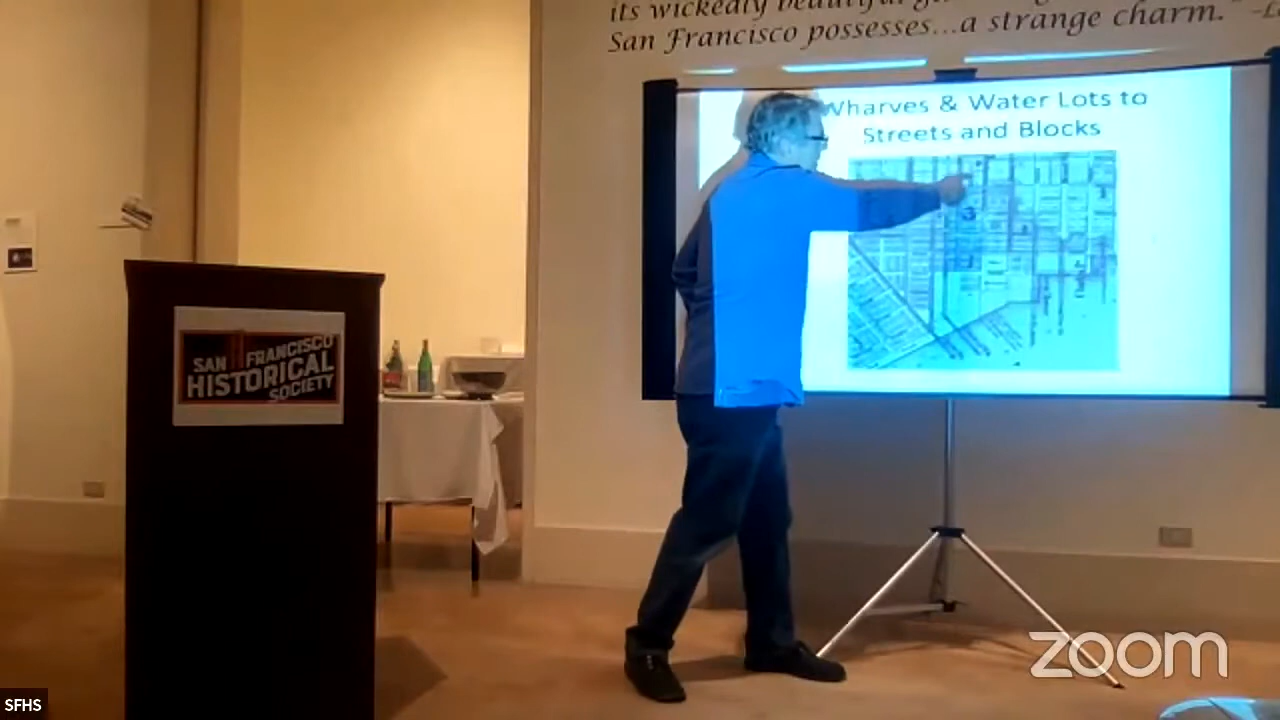 its wickedly beautiful
San Francisco possesses...a strange charm."
Wharves & Water Lots to
Streets and Blocks
SAN FRANCISCO
HISTORICAL
SOCIETY
zoom
SFHS